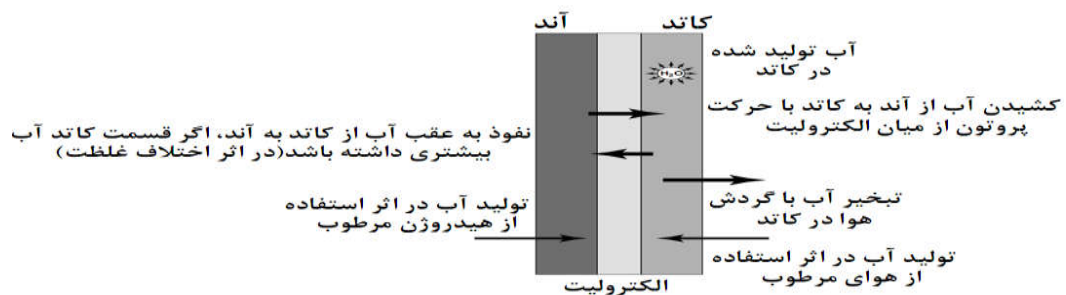 کاتد
آند
آب تولید شده
در کاتد
H₂O
کشیدن آب از آند به کاتد با حرکت
پروتون از میان الکترولیت
نفوذ به عقب آب از کاتد به آند، اگر قسمت کاتد آب
بیشتری داشته باشد(در اثر اختلاف غلظت)
تبخیر آب با گردش
هوا در کاتد
تولید آب در اثر استفاده
از هیدروژن مرطوب
تولید آب در اثر استفاده
از هوای مرطوب
الکترولیت